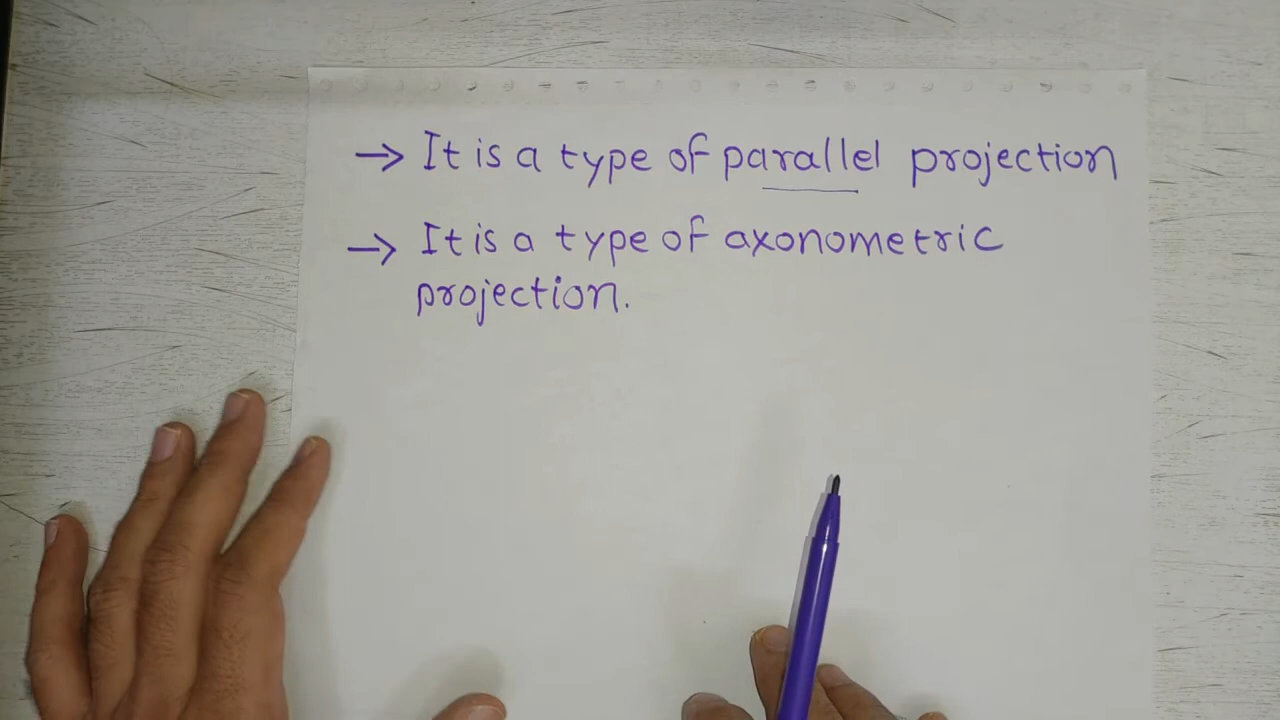 → It is a type of parallel projection
→ It is a type of axonometric
projection.